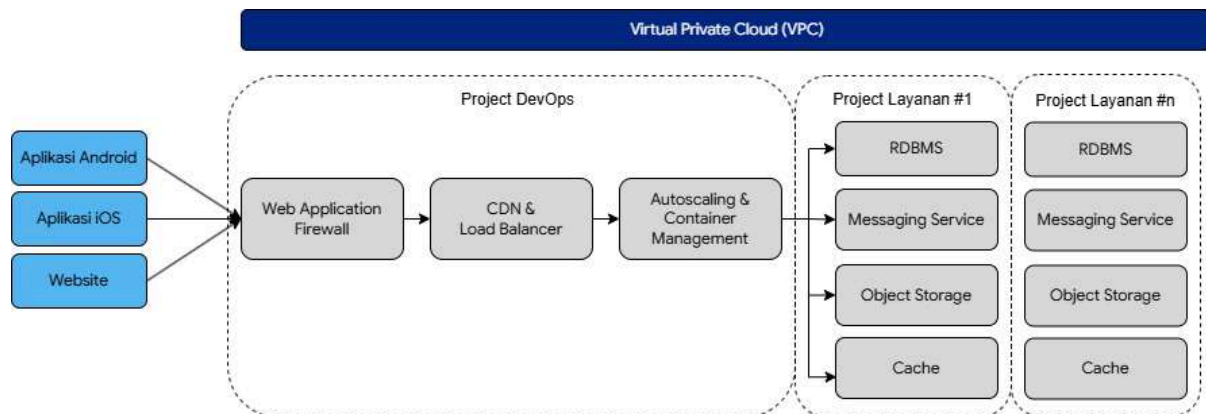 Virtual Private Cloud (VPC)
Project DevOps
Project Layanan #1
Project Layanan #n
Aplikasi Android
Aplikasi iOS
Website
Web Application
Firewall
CDN &
Load Balancer
Autoscaling &
Container
Management
RDBMS
Messaging Service
Object Storage
Cache
RDBMS
Messaging Service
Object Storage
Cache